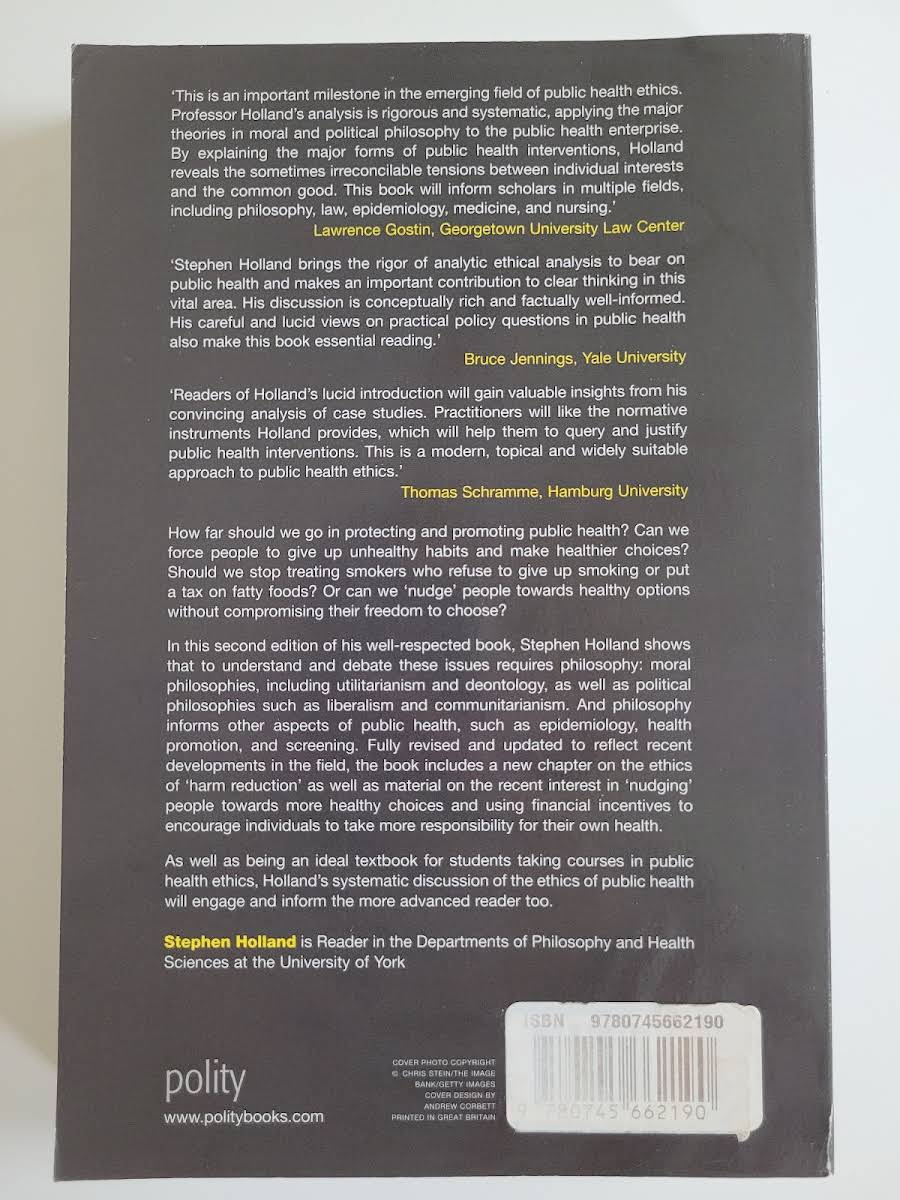 ‘This is an important milestone in the emerging field of public health ethics.
Professor Holland’s analysis is rigorous and systematic, applying the major
theories in moral and political philosophy to the public health enterprise.
By explaining the major forms of public health interventions, Holland
reveals the sometimes irreconcilable tensions between individual interests
and the common good. This book will inform scholars in multiple fields,
including philosophy, law, epidemiology, medicine, and nursing.’
Lawrence Gostin, Georgetown University Law Center
‘Stephen Holland brings the rigor of analytic ethical analysis to bear on
public health and makes an important contribution to clear thinking in this
vital area. His discussion is conceptually rich and factually well-informed.
His careful and lucid views on practical policy questions in public health
also make this book essential reading.’
Bruce Jennings, Yale University
‘Readers of Holland’s lucid introduction will gain valuable insights from his
convincing analysis of case studies. Practitioners will like the normative
instruments Holland provides, which will help them to query and justify
public health interventions. This is a modern, topical and widely suitable
approach to public health ethics.’
Thomas Schramme, Hamburg University
How far should we go in protecting and promoting public health? Can we
force people to give up unhealthy habits and make healthier choices?
Should we stop treating smokers who refuse to give up smoking or put
a tax on fatty foods? Or can we ‘nudge’ people towards healthy options
without compromising their freedom to choose?
In this second edition of his well-respected book, Stephen Holland shows
that to understand and debate these issues requires philosophy: moral
philosophies, including utilitarianism and deontology, as well as political
philosophies such as liberalism and communitarianism. And philosophy
informs other aspects of public health, such as epidemiology, health
promotion, and screening. Fully revised and updated to reflect recent
developments in the field, the book includes a new chapter on the ethics
of ‘harm reduction’ as well as material on the recent interest in ‘nudging’
people towards more healthy choices and using financial incentives to
encourage individuals to take more responsibility for their own health.
As well as being an ideal textbook for students taking courses in public
health ethics, Holland’s systematic discussion of the ethics of public health
will engage and inform the more advanced reader too.
Stephen Holland is Reader in the Departments of Philosophy and Health
Sciences at the University of York
polity
www.politybooks.com
COVER PHOTO COPYRIGHT
© CHRIS STEIN/THE IMAGE
BANK/GETTY IMAGES
COVER DESIGN BY
ANDREW CORBETT
PRINTED IN GREAT BRITAIN
ISBN 9780745662190
9 780745 662190